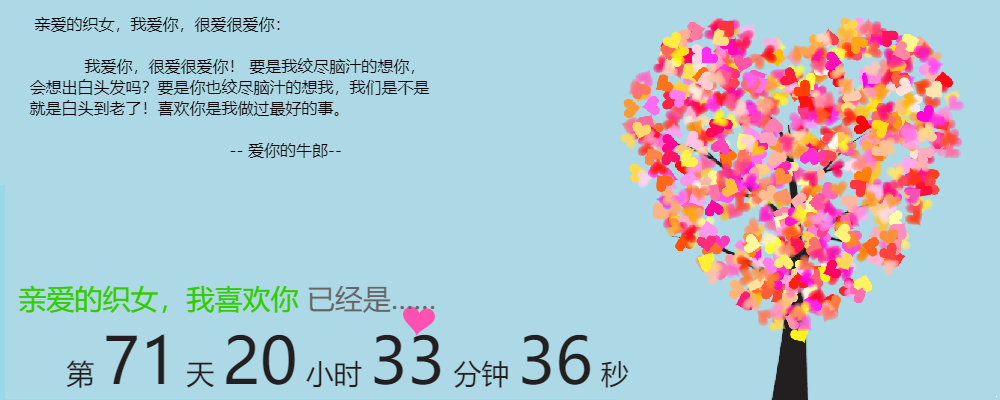 亲爱的织女，我爱你，很爱很爱你：
我爱你，很爱很爱你！ 要是我绞尽脑汁的想你，
会想出白头发吗？要是你也绞尽脑汁的想我，我们是不是
就是白头到老了！喜欢你是我做过最好的事。
-- 爱你的牛郎--
亲爱的织女，我喜欢你 已经是……
第 71 天 20 小时 33 分钟 36 秒